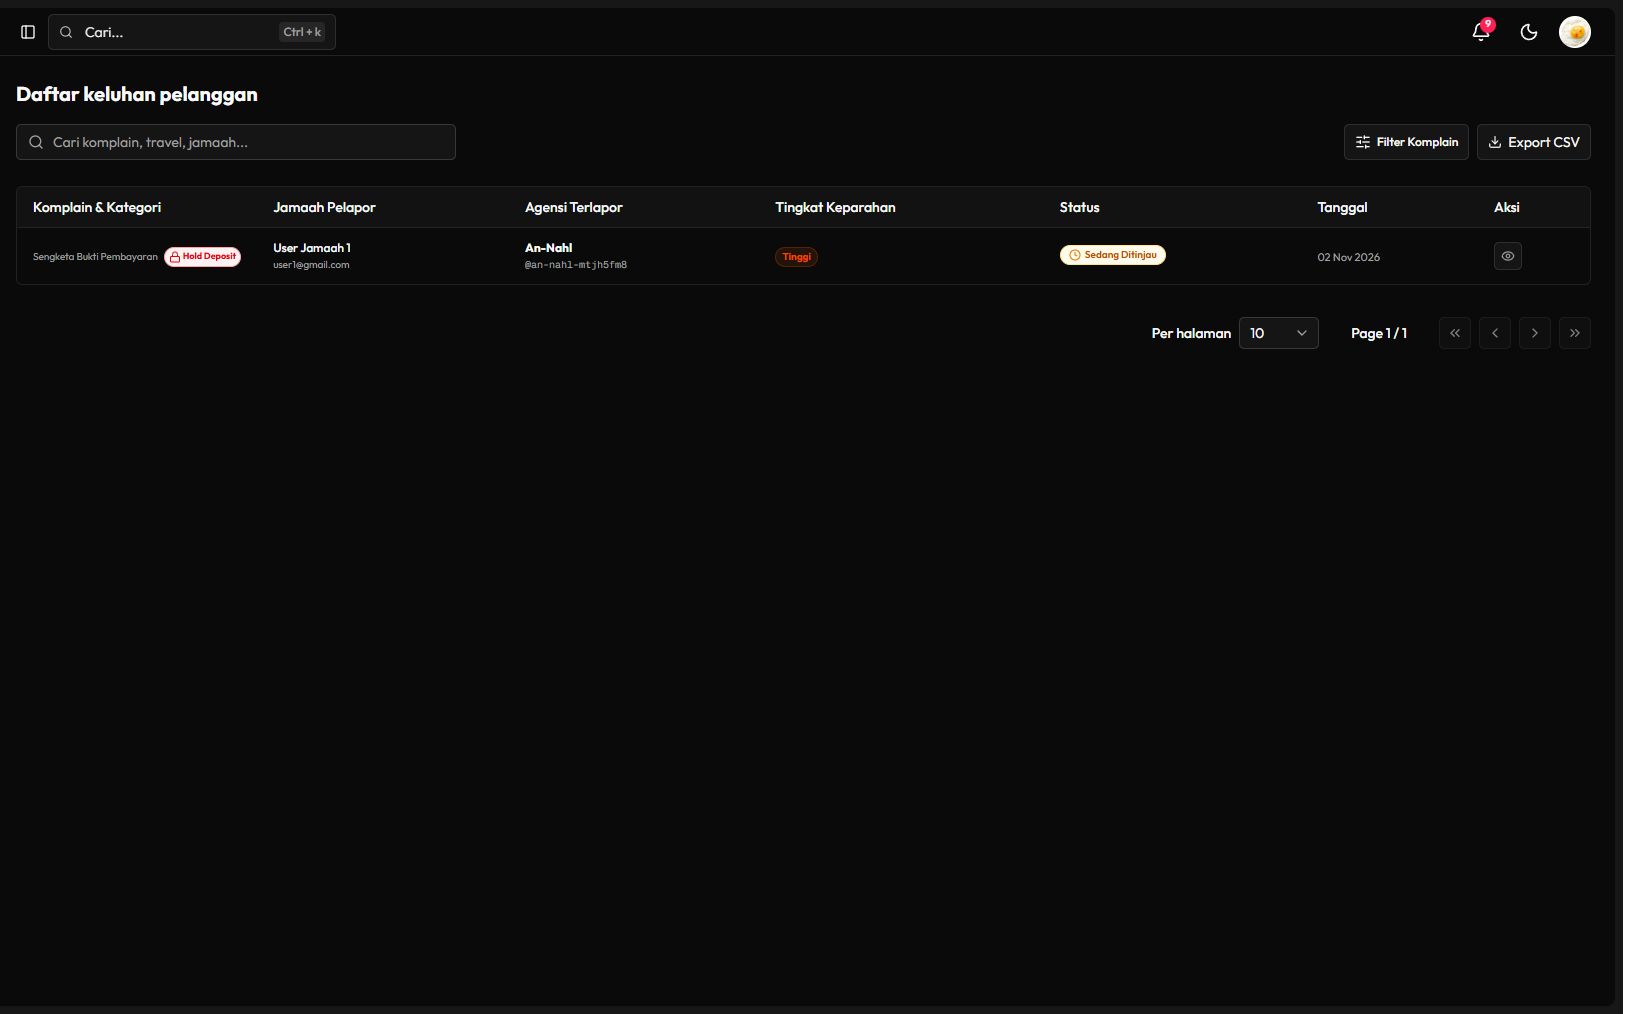 Cari... Ctrl + k 9
Daftar keluhan pelanggan
Cari komplain, travel, jamaah... Filter Komplain Export CSV
Komplain & Kategori Jamaah Pelapor Agensi Terlapor Tingkat Keparahan Status Tanggal Aksi
Sengketa Bukti Pembayaran Hold Deposit User Jamaah 1 An-Nahl Tinggi Sedang Ditinjau 02 Nov 2026
user1@gmail.com @an-nahl-mtjh5fm8
Per halaman 10 Page 1 / 1